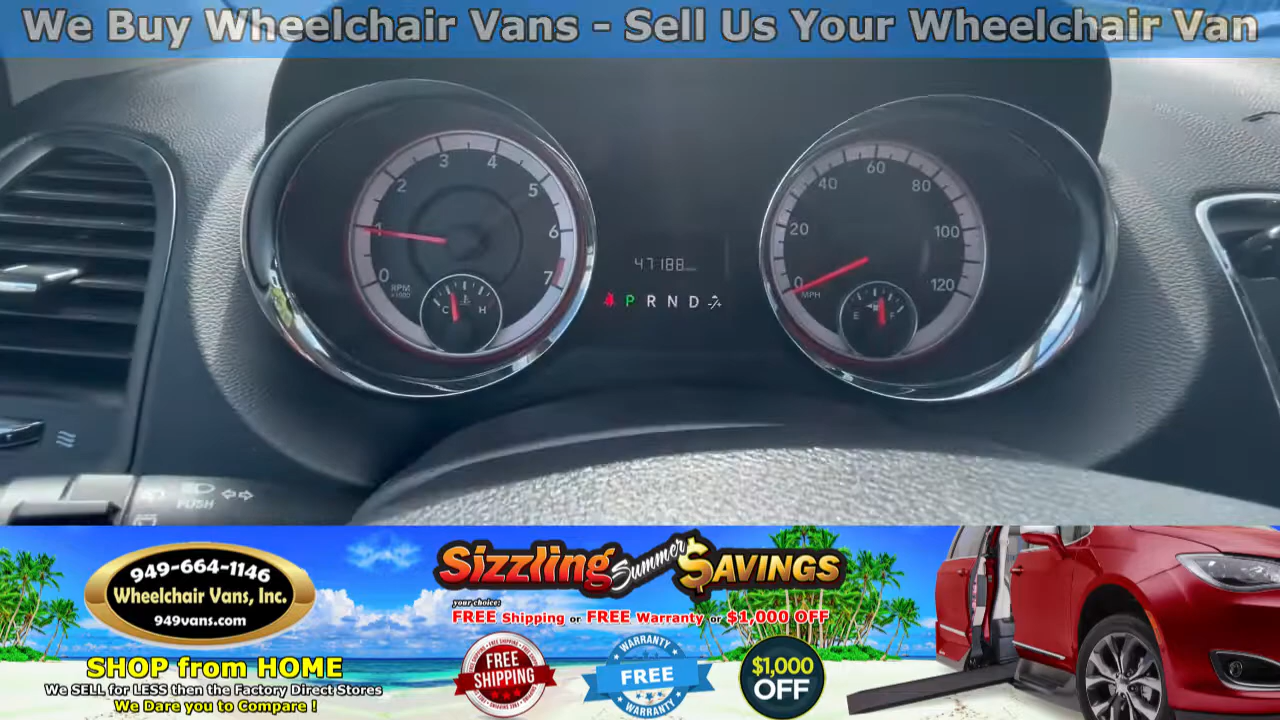 We Buy Wheelchair Vans - Sell Us Your Wheelchair Van
0 1 2 3 4 5 6 7
RPM
x1000
C H
47188
P R N D -/+
0 20 40 60 80 100 120
MPH
E F
PUSH
949-664-1146
Wheelchair Vans, Inc.
949vans.com
SHOP from HOME
We SELL for LESS then the Factory Direct Stores
We Dare you to Compare !
Sizzling Summer $AVINGS
your choice:
FREE Shipping or FREE Warranty or $1,000 OFF
FREE SHIPPING
FREE
SHIPPING
WARRANTY
FREE
WARRANTY
$1,000
OFF